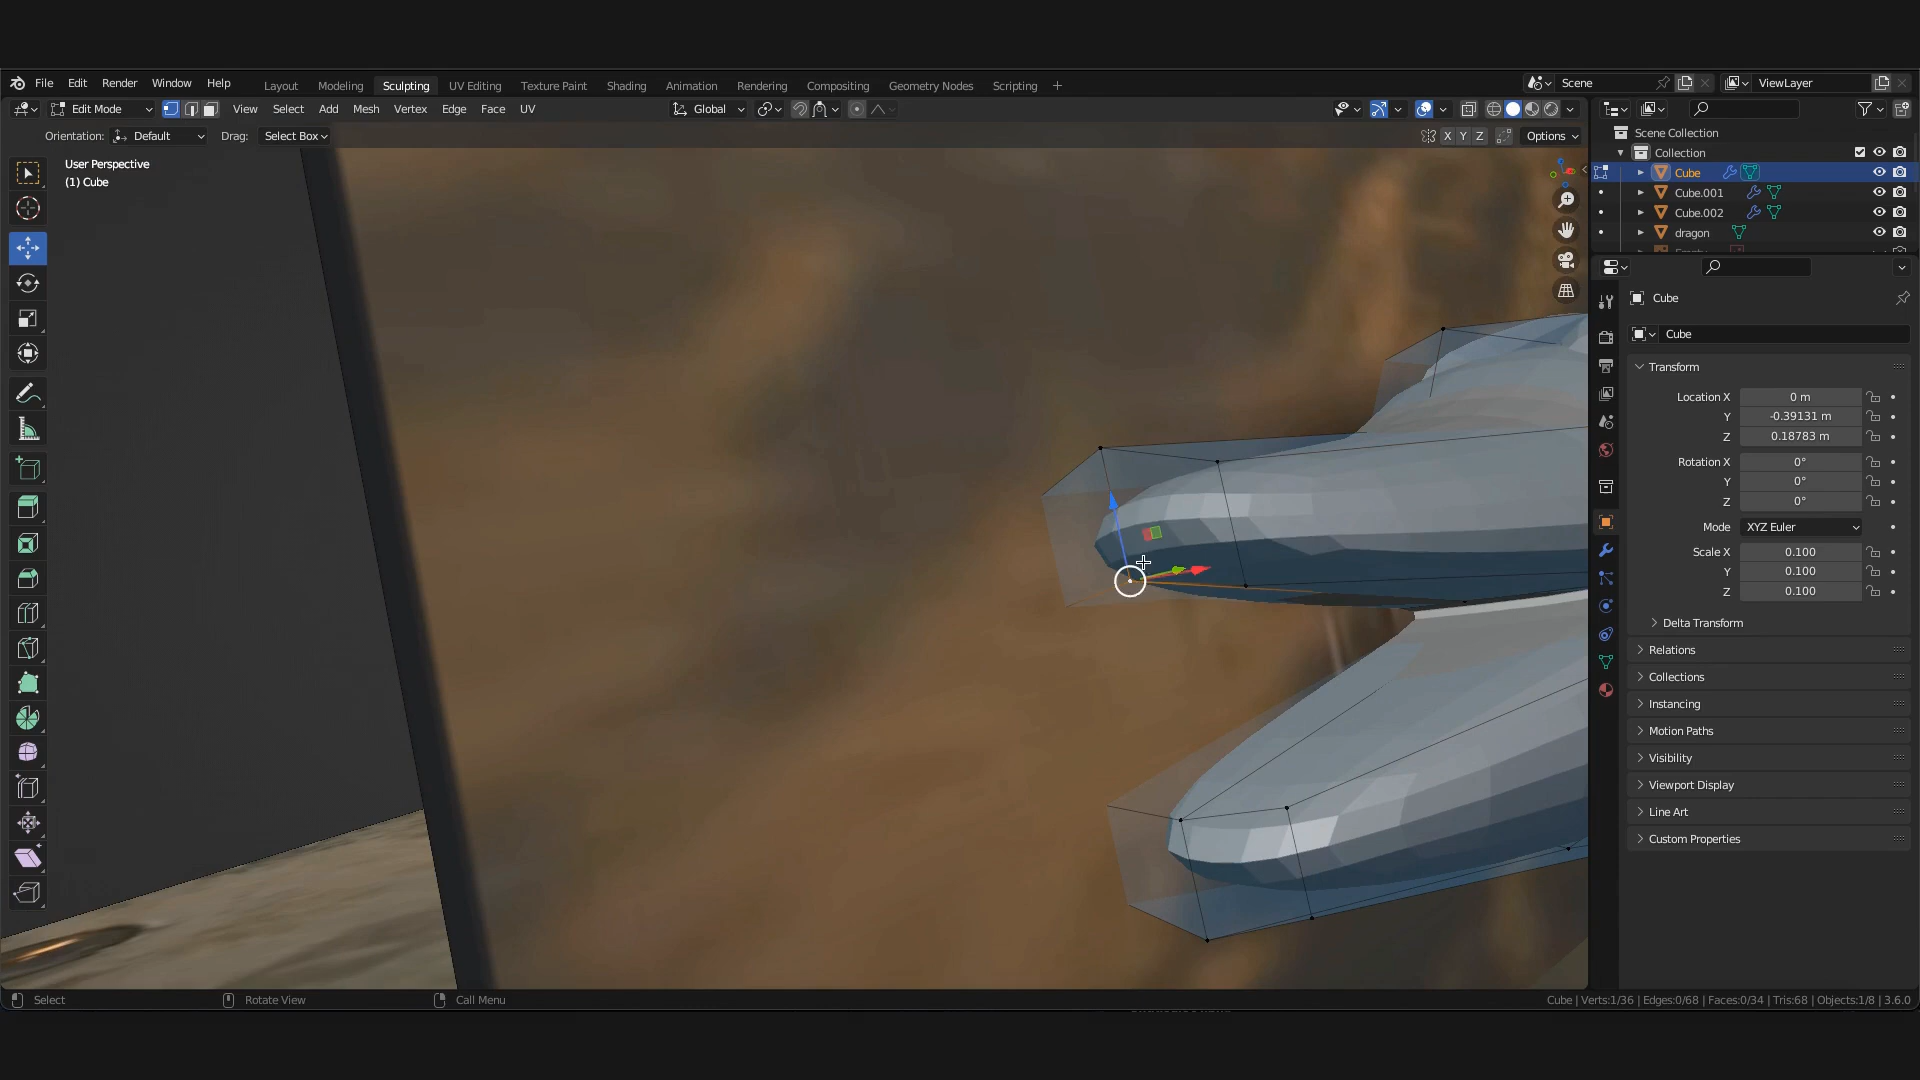 File Edit Render Window Help Layout Modeling Sculpting UV Editing Texture Paint Shading Animation Rendering Compositing Geometry Nodes Scripting + Scene ViewLayer
Edit Mode View Select Add Mesh Vertex Edge Face UV Global
Orientation: Default Drag: Select Box X Y Z Options
User Perspective
(1) Cube
Scene Collection
Collection
Cube
Cube.001
Cube.002
dragon
Cube
Cube
Transform
Location X 0 m
Y -0.39131 m
Z 0.18783 m
Rotation X 0°
Y 0°
Z 0°
Mode XYZ Euler
Scale X 0.100
Y 0.100
Z 0.100
Delta Transform
Relations
Collections
Instancing
Motion Paths
Visibility
Viewport Display
Line Art
Custom Properties
Select Rotate View Call Menu Cube | Verts:1/36 | Edges:0/68 | Faces:0/34 | Tris:68 | Objects:1/8 | 3.6.0